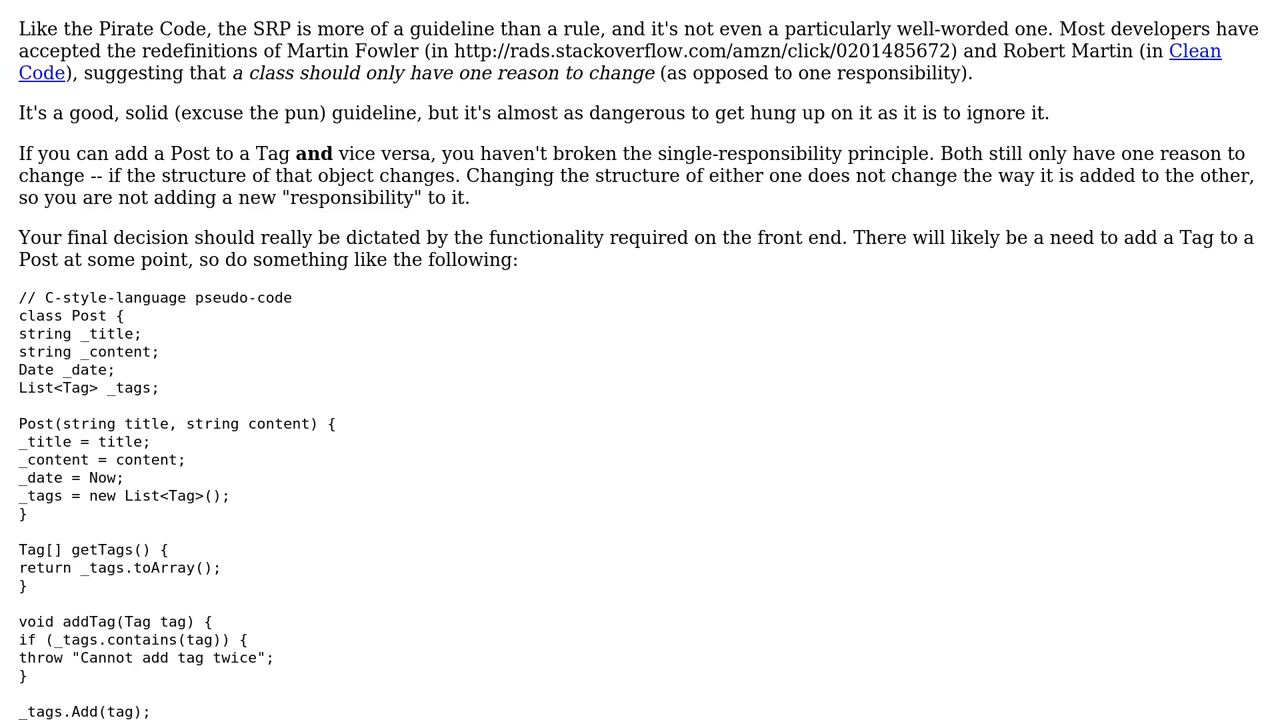 Like the Pirate Code, the SRP is more of a guideline than a rule, and it's not even a particularly well-worded one. Most developers have
accepted the redefinitions of Martin Fowler (in http://rads.stackoverflow.com/amzn/click/0201485672) and Robert Martin (in Clean
Code), suggesting that a class should only have one reason to change (as opposed to one responsibility).
It's a good, solid (excuse the pun) guideline, but it's almost as dangerous to get hung up on it as it is to ignore it.
If you can add a Post to a Tag and vice versa, you haven't broken the single-responsibility principle. Both still only have one reason to
change -- if the structure of that object changes. Changing the structure of either one does not change the way it is added to the other,
so you are not adding a new "responsibility" to it.
Your final decision should really be dictated by the functionality required on the front end. There will likely be a need to add a Tag to a
Post at some point, so do something like the following:
// C-style-language pseudo-code
class Post {
string _title;
string _content;
Date _date;
List<Tag> _tags;
Post(string title, string content) {
_title = title;
_content = content;
_date = Now;
_tags = new List<Tag>();
}
Tag[] getTags() {
return _tags.toArray();
}
void addTag(Tag tag) {
if (_tags.contains(tag)) {
throw "Cannot add tag twice";
}
_tags.Add(tag);